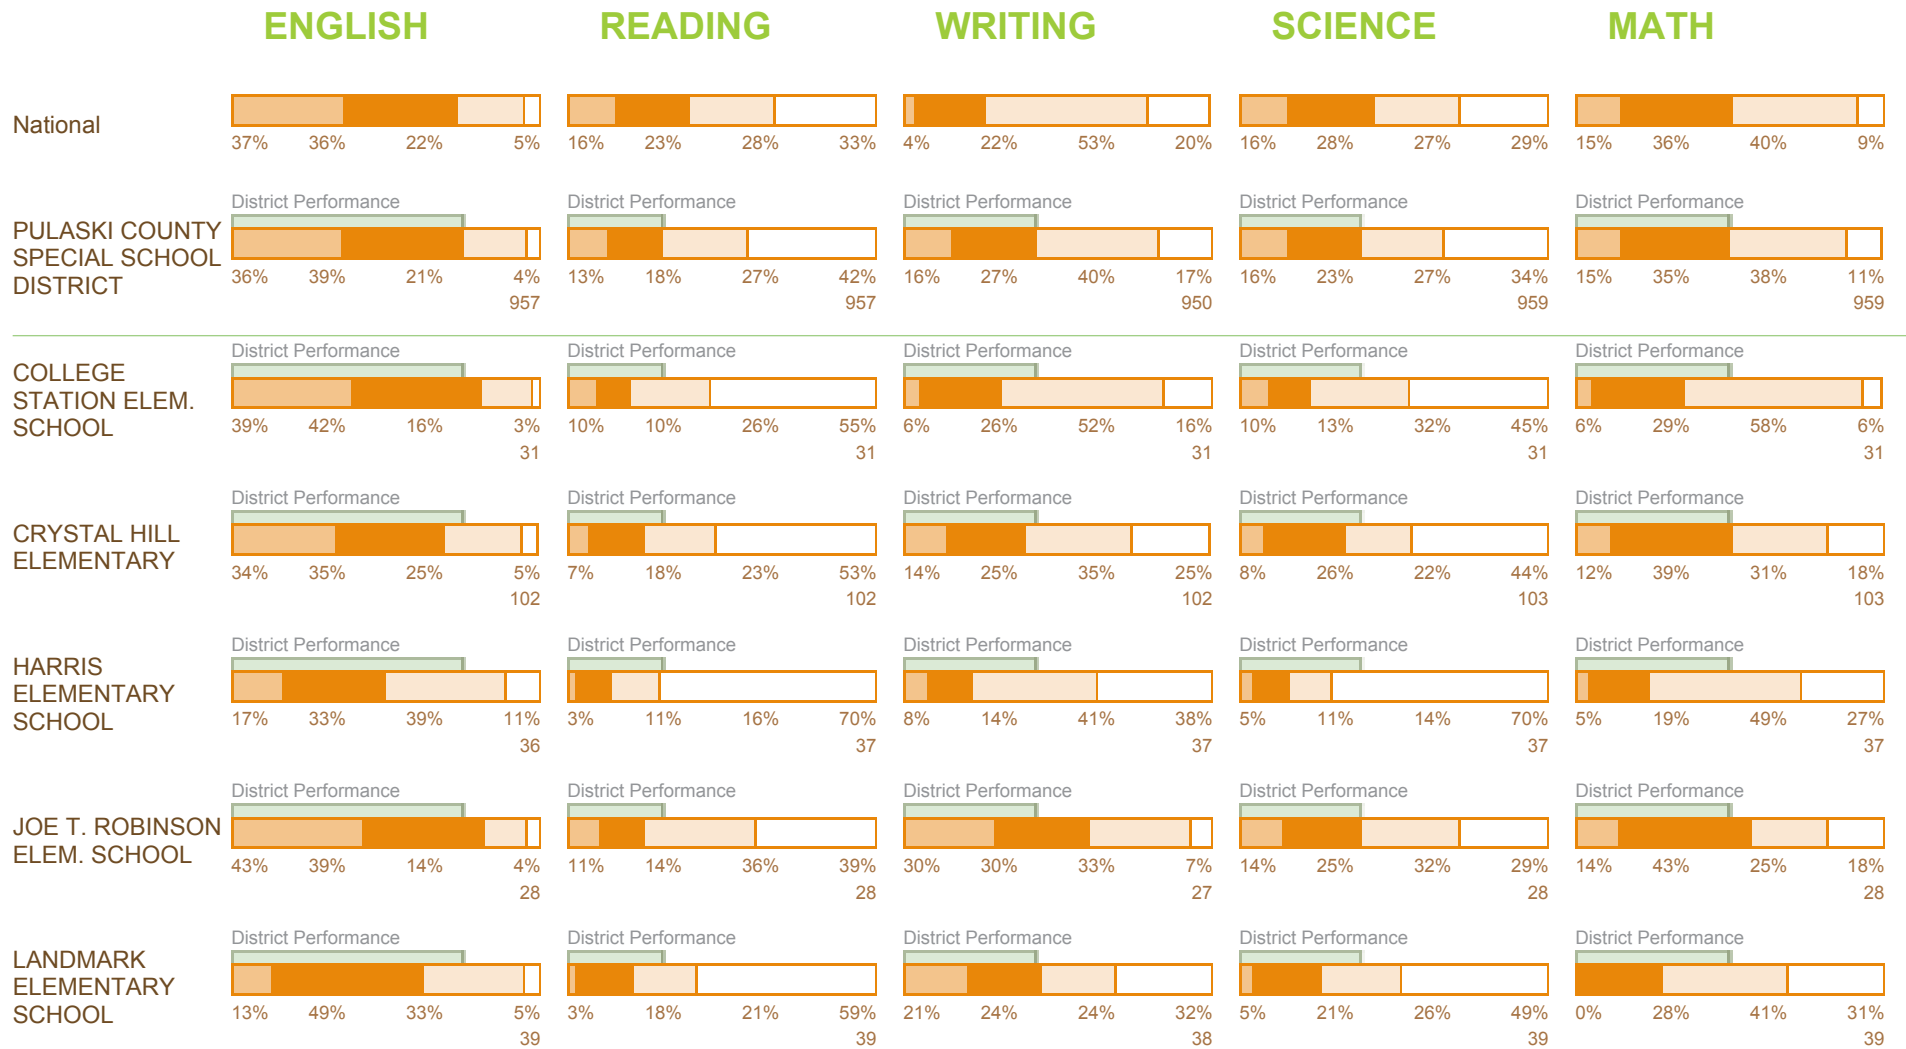 ENGLISH READING WRITING SCIENCE MATH
National
37% 36% 22% 5% 16% 23% 28% 33% 4% 22% 53% 20% 16% 28% 27% 29% 15% 36% 40% 9%
District Performance District Performance District Performance District Performance District Performance
PULASKI COUNTY
SPECIAL SCHOOL
DISTRICT
36% 39% 21% 4% 13% 18% 27% 42% 16% 27% 40% 17% 16% 23% 27% 34% 15% 35% 38% 11%
957 957 950 959 959
District Performance District Performance District Performance District Performance District Performance
COLLEGE
STATION ELEM.
SCHOOL
39% 42% 16% 3% 10% 10% 26% 55% 6% 26% 52% 16% 10% 13% 32% 45% 6% 29% 58% 6%
31 31 31 31 31
District Performance District Performance District Performance District Performance District Performance
CRYSTAL HILL
ELEMENTARY
34% 35% 25% 5% 7% 18% 23% 53% 14% 25% 35% 25% 8% 26% 22% 44% 12% 39% 31% 18%
102 102 102 103 103
District Performance District Performance District Performance District Performance District Performance
HARRIS
ELEMENTARY
SCHOOL
17% 33% 39% 11% 3% 11% 16% 70% 8% 14% 41% 38% 5% 11% 14% 70% 5% 19% 49% 27%
36 37 37 37 37
District Performance District Performance District Performance District Performance District Performance
JOE T. ROBINSON
ELEM. SCHOOL
43% 39% 14% 4% 11% 14% 36% 39% 30% 30% 33% 7% 14% 25% 32% 29% 14% 43% 25% 18%
28 28 27 28 28
District Performance District Performance District Performance District Performance District Performance
LANDMARK
ELEMENTARY
SCHOOL
13% 49% 33% 5% 3% 18% 21% 59% 21% 24% 24% 32% 5% 21% 26% 49% 0% 28% 41% 31%
39 39 38 39 39